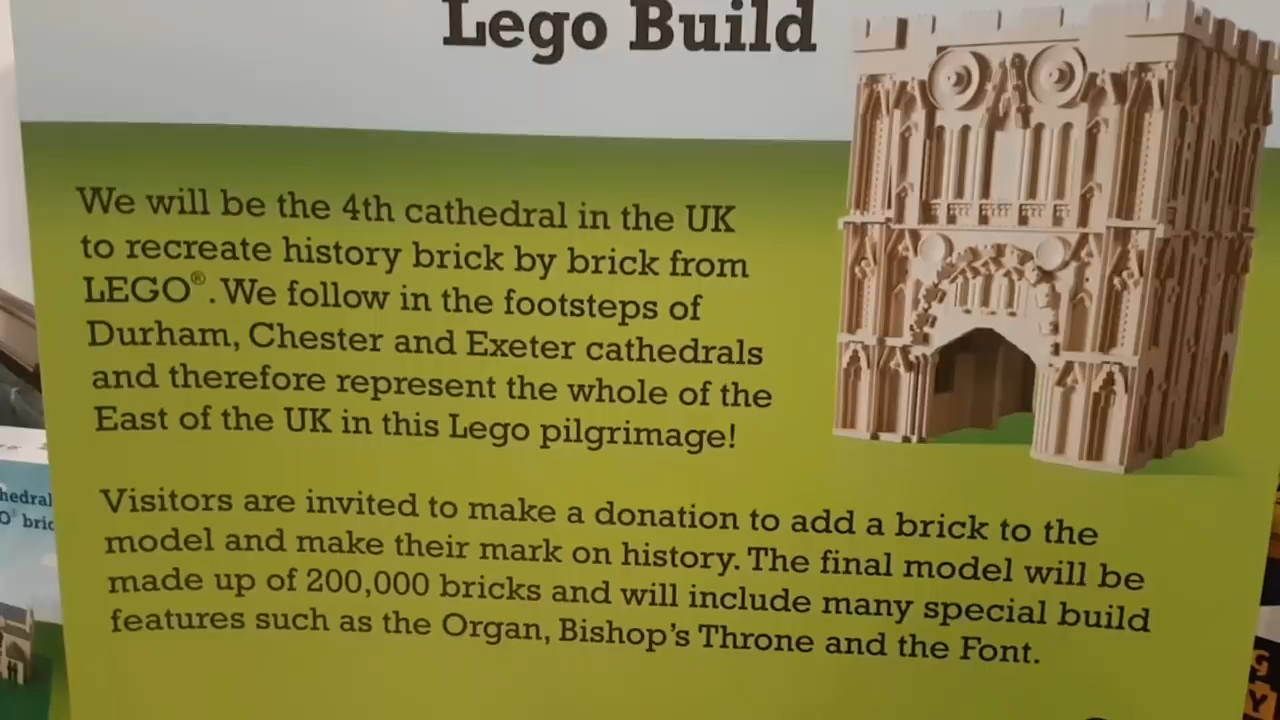 Lego Build
We will be the 4th cathedral in the UK
to recreate history brick by brick from
LEGO®. We follow in the footsteps of
Durham, Chester and Exeter cathedrals
and therefore represent the whole of the
East of the UK in this Lego pilgrimage!
Visitors are invited to make a donation to add a brick to the
model and make their mark on history. The final model will be
made up of 200,000 bricks and will include many special build
features such as the Organ, Bishop's Throne and the Font.
hedral
O® bric
G
Y